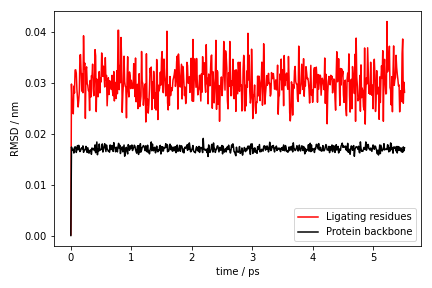 0.04
0.03
0.02
0.01
0.00
RMSD / nm
0
1
2
3
4
5
time / ps
Ligating residues
Protein backbone